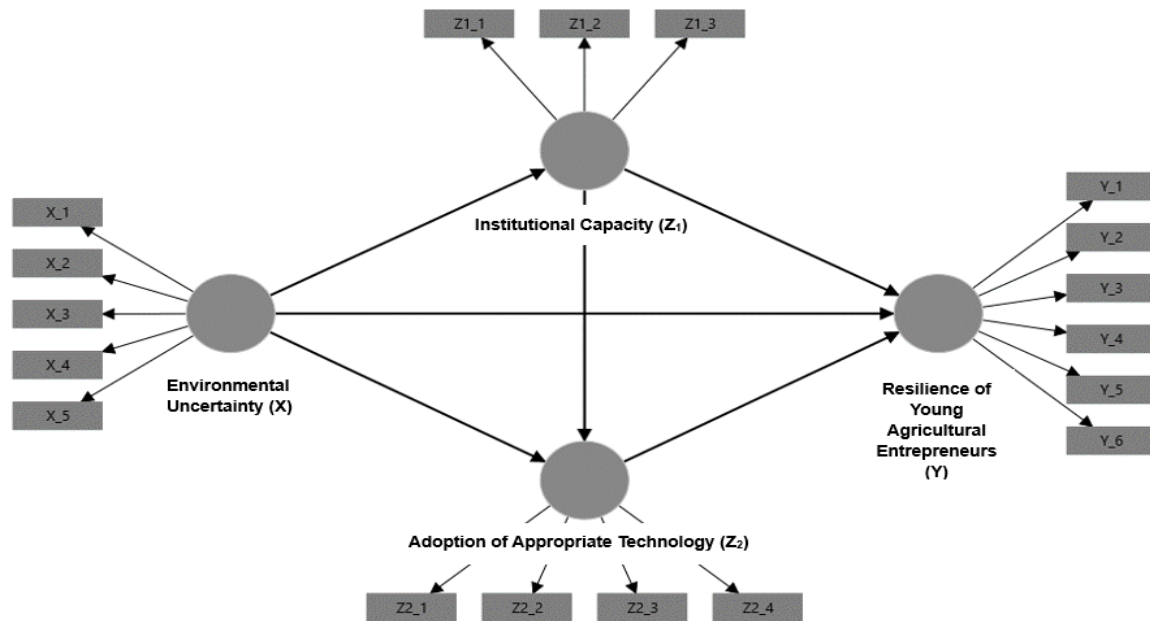 Z1_1
Z1_2
Z1_3
Institutional Capacity (Z₁)
X_1
X_2
X_3
X_4
X_5
Environmental
Uncertainty (X)
Y_1
Y_2
Y_3
Y_4
Y_5
Y_6
Resilience of
Young
Agricultural
Entrepreneurs
(Y)
Adoption of Appropriate Technology (Z₂)
Z2_1
Z2_2
Z2_3
Z2_4